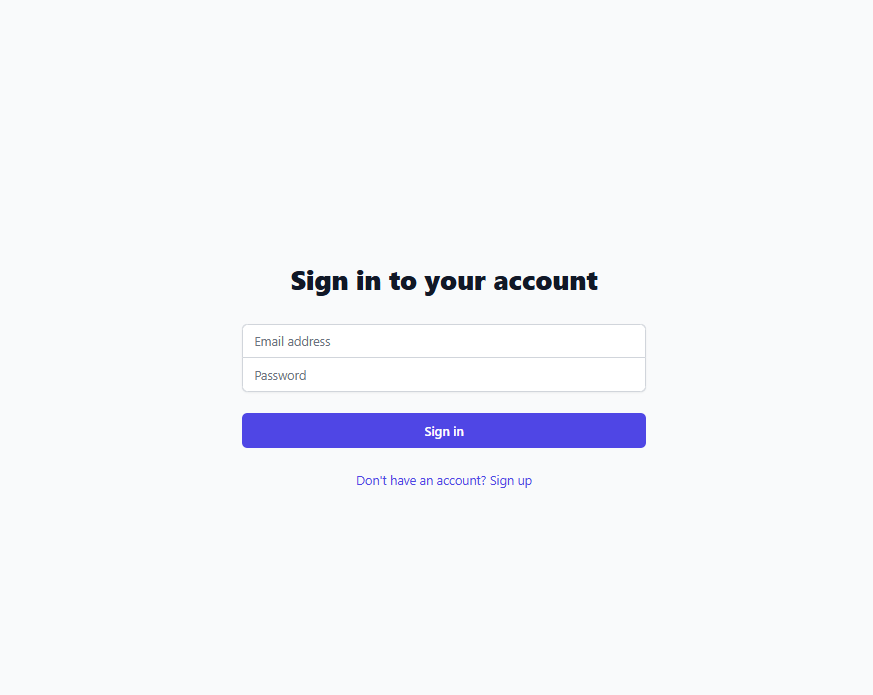 Sign in to your account
Email address
Password
Sign in
Don't have an account? Sign up